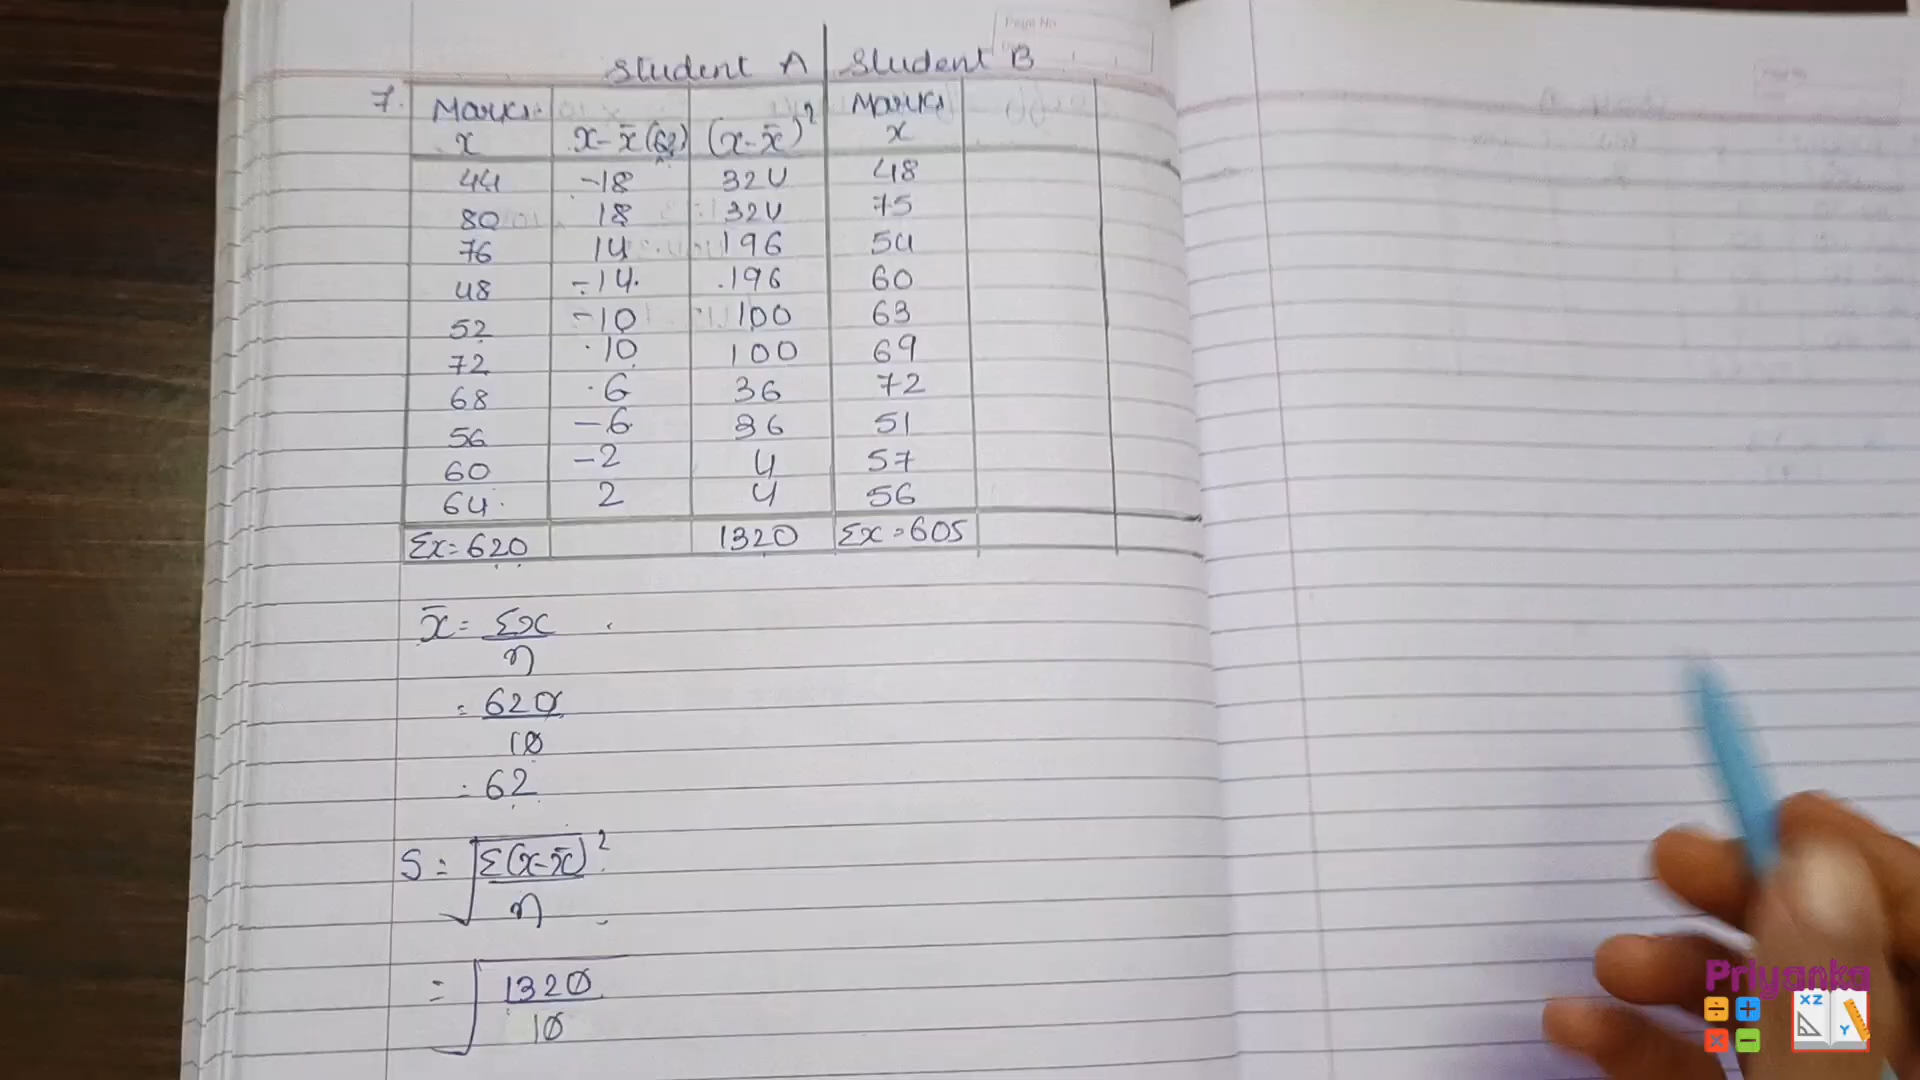 Student A Student B
7. Marks x x-x̄(62) (x-x̄)² Marks x
44 -18 324 48
80 18 324 75
76 14 196 54
48 -14 196 60
52 -10 100 63
72 10 100 69
68 6 36 72
56 -6 36 51
60 -2 4 57
64 2 4 56
Σx=620 1320 Σx=605
x̄ = Σx/n
= 620/10
= 62
S = √Σ(x-x̄)²/n
= √1320/10
Page No
Priyanka
÷ + × −
XZ
Y